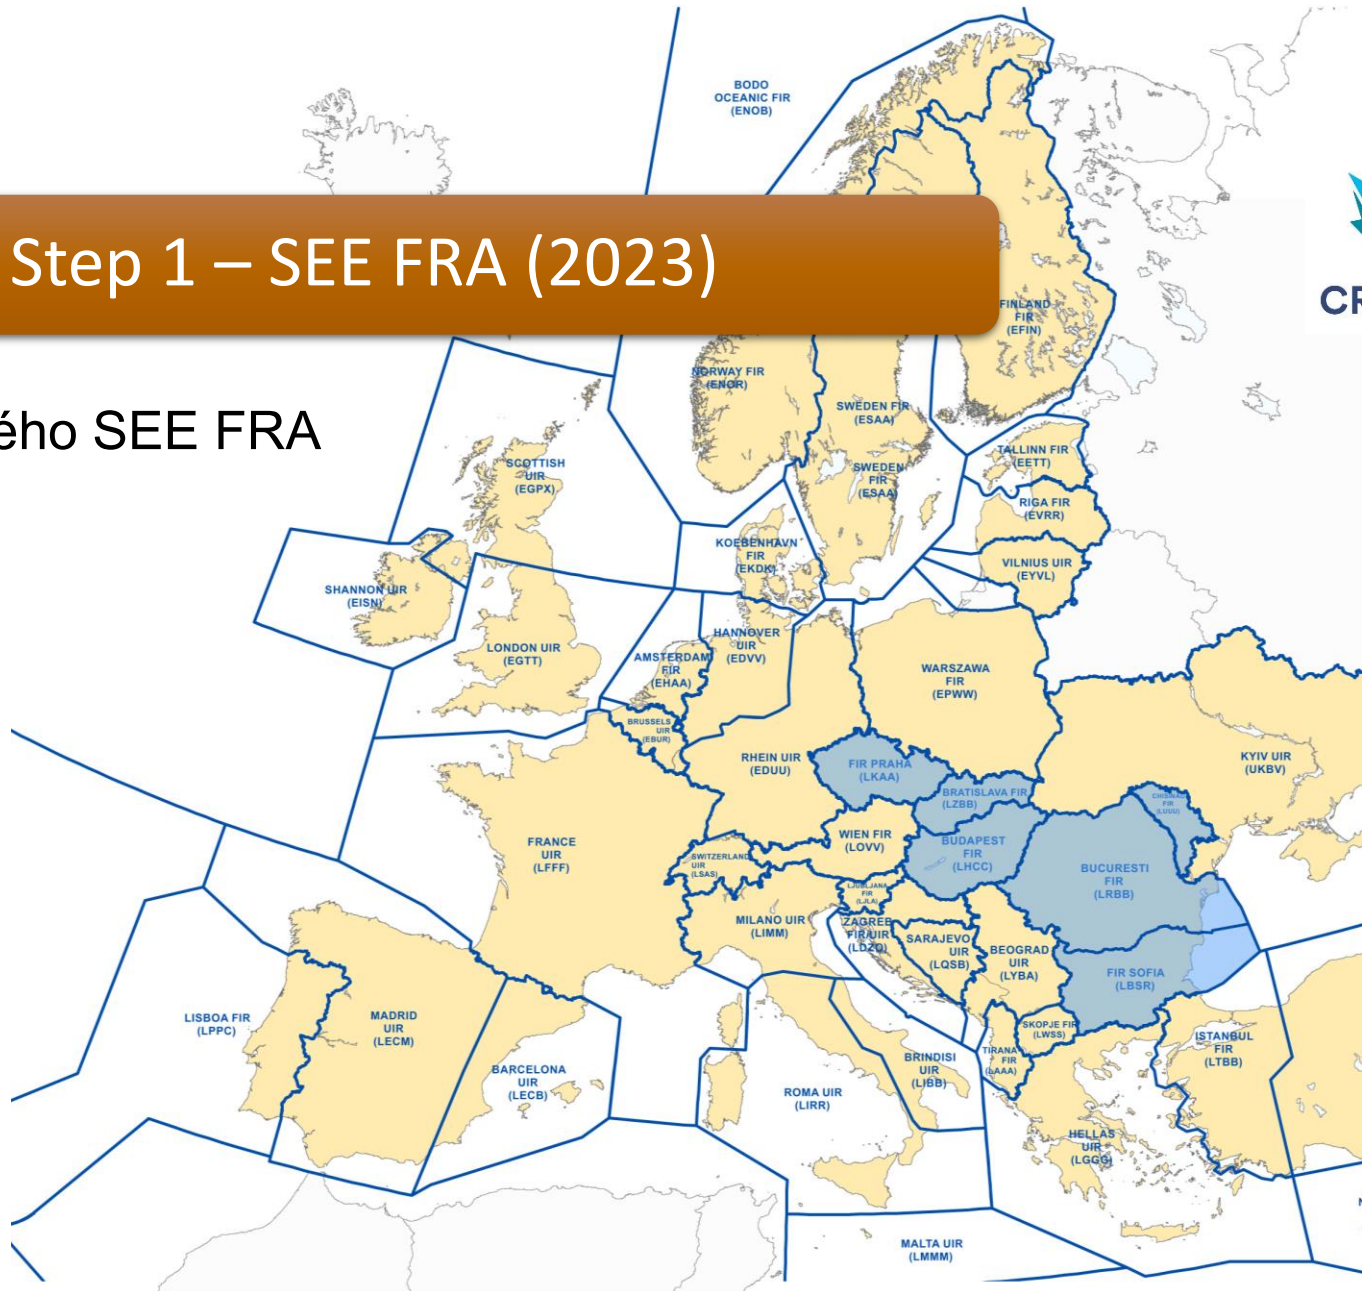 BODO
OCEANIC FIR
(ENOB)
Step 1 – SEE FRA (2023)
CR
FINLAND
FIR
(EFIN)
NORWAY FIR
(ENOR)
ého SEE FRA
SWEDEN FIR
(ESAA)
SWEDEN
FIR
(ESAA)
TALLINN FIR
(EETT)
SCOTTISH
UIR
(EGPX)
RIGA FIR
(EVRR)
KOEBENHAVN
FIR
(EKDK)
VILNIUS UIR
(EYVL)
SHANNON UIR
(EISN)
LONDON UIR
(EGTT)
HANNOVER
UIR
(EDVV)
AMSTERDAM
FIR
(EHAA)
WARSZAWA
FIR
(EPWW)
BRUSSELS
UIR
(EBUR)
RHEIN UIR
(EDUU)
FIR PRAHA
(LKAA)
KYIV UIR
(UKBV)
BRATISLAVA FIR
(LZBB)
CHISINAU
FIR
(LUUU)
FRANCE
UIR
(LFFF)
WIEN FIR
(LOVV)
BUDAPEST
FIR
(LHCC)
SWITZERLAND
UIR
(LSAS)
BUCURESTI
FIR
(LRBB)
LJUBLJANA
FIR
(LJLA)
MILANO UIR
(LIMM)
ZAGREB
FIR/UIR
(LDZO)
SARAJEVO
UIR
(LQSB)
BEOGRAD
UIR
(LYBA)
FIR SOFIA
(LBSR)
LISBOA FIR
(LPPC)
MADRID
UIR
(LECM)
SKOPJE FIR
(LWSS)
ISTANBUL
FIR
(LTBB)
BARCELONA
UIR
(LECB)
BRINDISI
UIR
(LIBB)
TIRANA
FIR
(LAAA)
ROMA UIR
(LIRR)
HELLAS
UIR
(LGGG)
MALTA UIR
(LMMM)